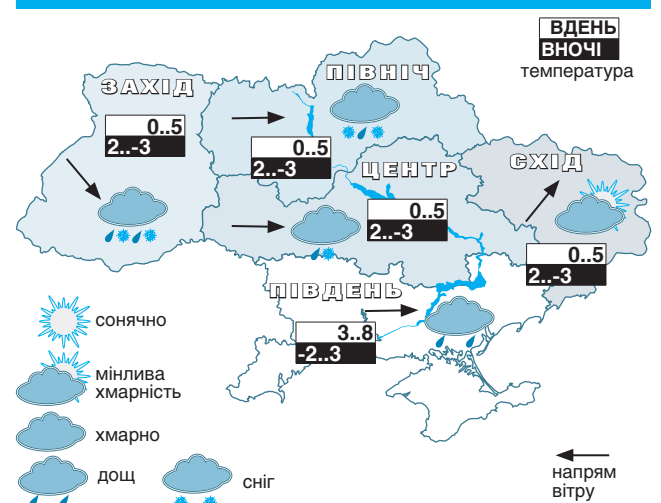 ВДЕНЬ
ВНОЧІ
температура
ПІВНІЧ
ЗАХІД
0..5
2..-3
0..5
2..-3
ЦЕНТР
СХІД
0..5
2..-3
0..5
2..-3
ПІВДЕНЬ
3..8
-2..3
сонячно
мінлива
хмарність
хмарно
дощ
сніг
напрям
вітру